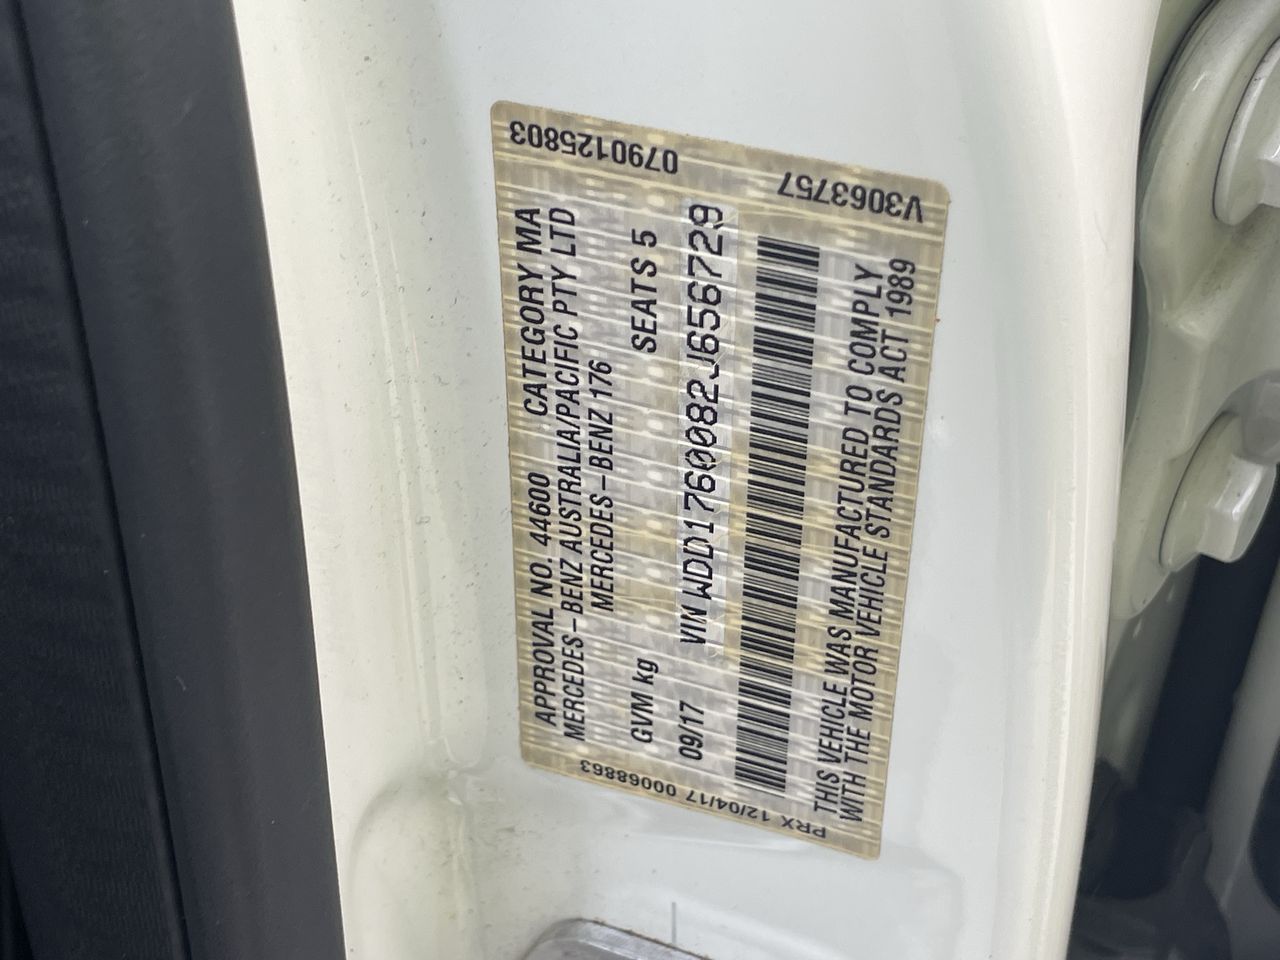 APPROVAL NO. 44600 CATEGORY MA
MERCEDES-BENZ AUSTRALIA/PACIFIC PTY LTD
MERCEDES-BENZ 176
GVM kg SEATS 5
09/17 VIN WDD1760082J656729
THIS VEHICLE WAS MANUFACTURED TO COMPLY
WITH THE MOTOR VEHICLE STANDARDS ACT 1989
0790125803 V3063757
PRX 12/04/17 000068863